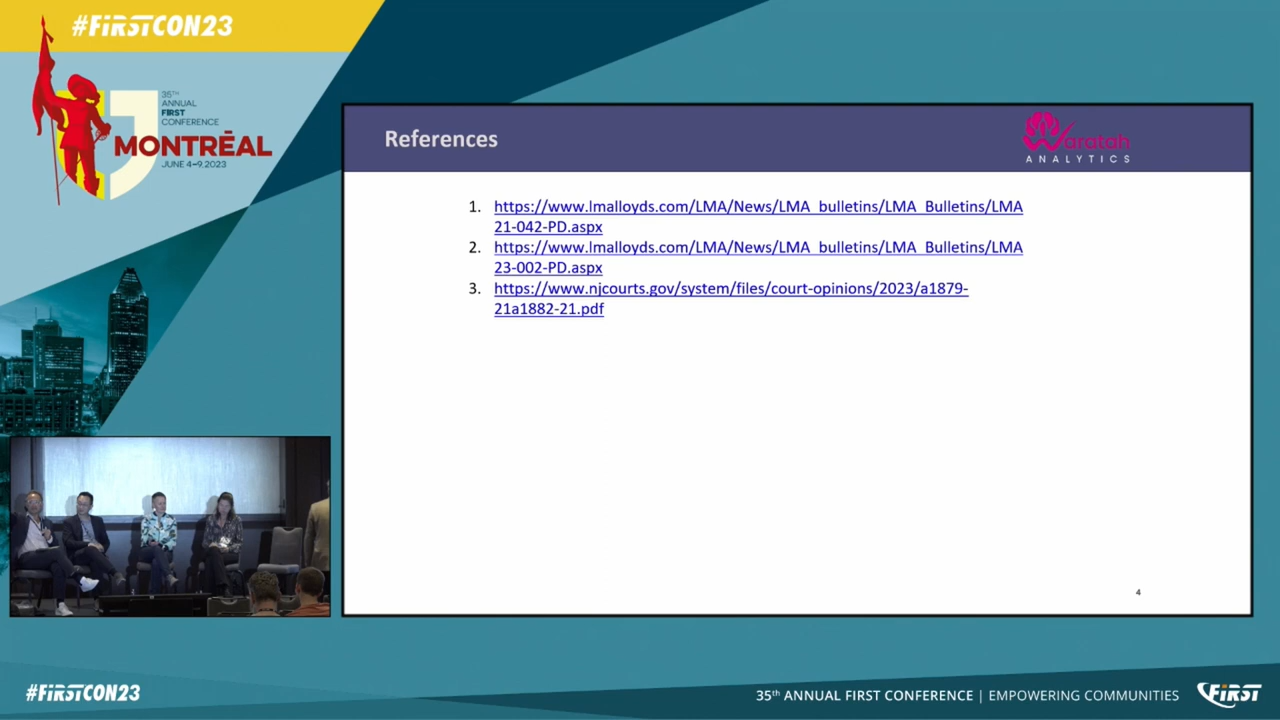 #FiRSTCON23
35TH
ANNUAL
FIRST
CONFERENCE
MONTRĒAL
JUNE 4-9,2023
References
Waratah
ANALYTICS
1. https://www.lmalloyds.com/LMA/News/LMA_bulletins/LMA_Bulletins/LMA
21-042-PD.aspx
2. https://www.lmalloyds.com/LMA/News/LMA_bulletins/LMA_Bulletins/LMA
23-002-PD.aspx
3. https://www.njcourts.gov/system/files/court-opinions/2023/a1879-
21a1882-21.pdf
4
#FiRSTCON23
35th ANNUAL FIRST CONFERENCE | EMPOWERING COMMUNITIES
FiRST